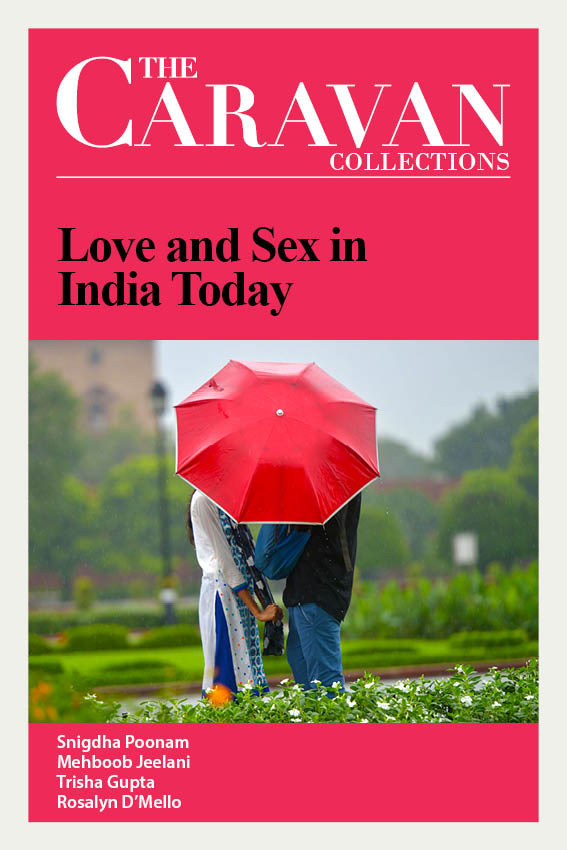 THE
CARAVAN
COLLECTIONS
Love and Sex in
India Today
Snigdha Poonam
Mehboob Jeelani
Trisha Gupta
Rosalyn D’Mello